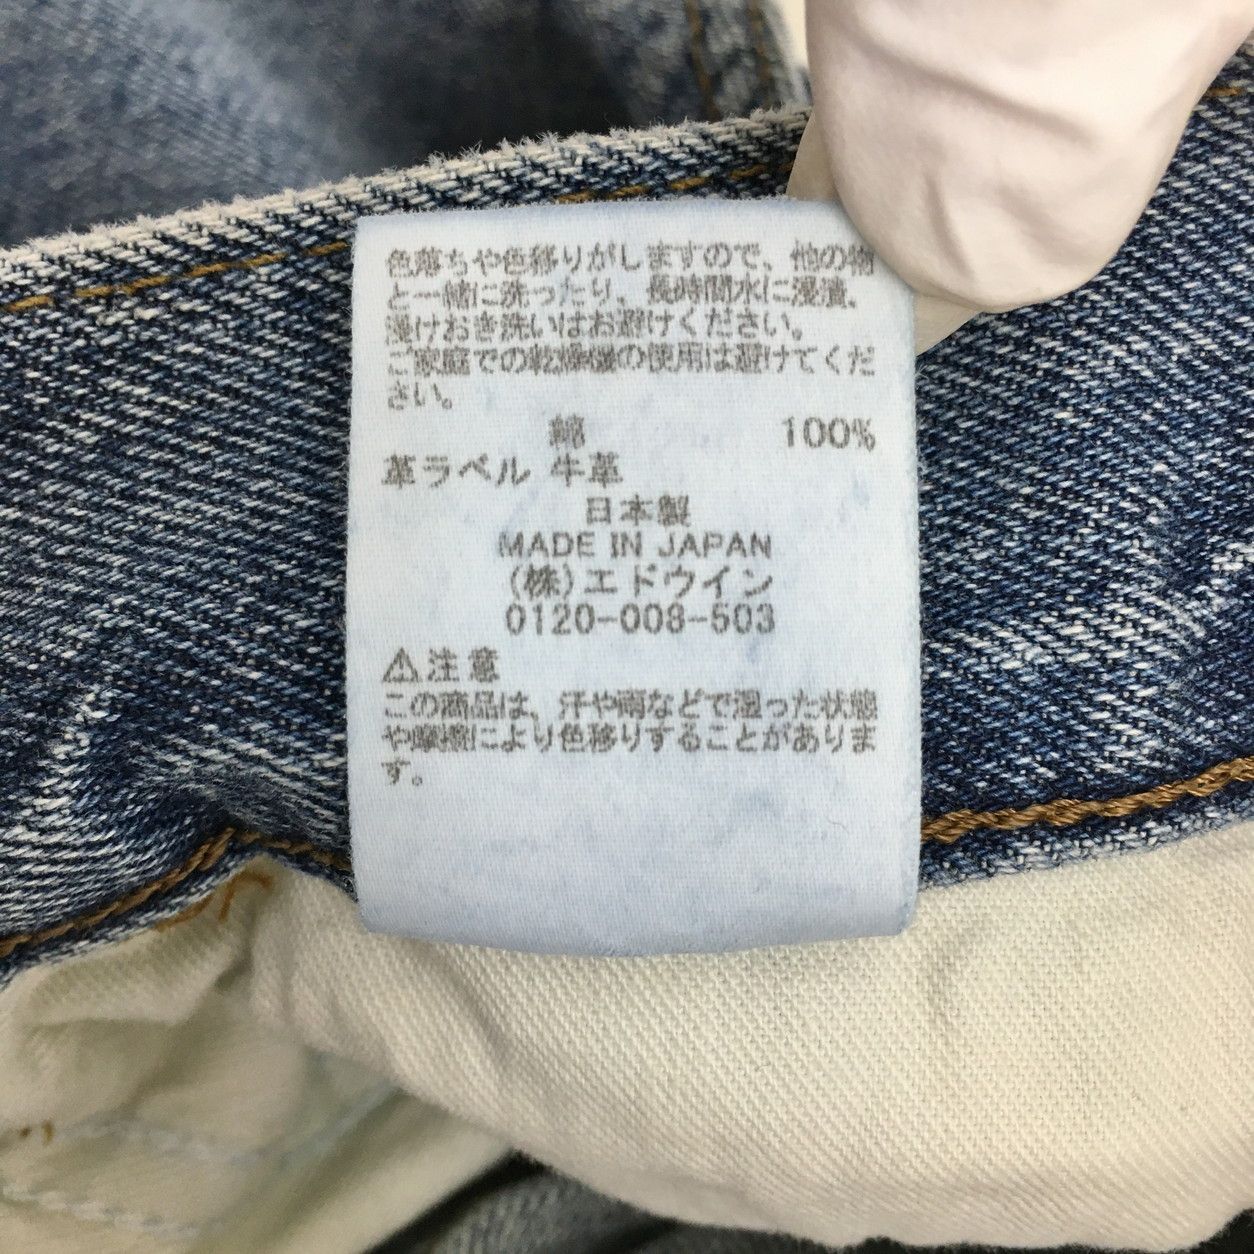 色落ちや色移りがしますので、他の物
と一緒に洗ったり、長時間水に浸漬、
浸けおき洗いはお避けください。
ご家庭での乾燥機の使用は避けてくだ
さい。
綿 100%
革ラベル 牛革
日本製
MADE IN JAPAN
(株)エドウイン
0120-008-503
⚠注意
この商品は、汗や雨などで湿った状態
や摩擦により色移りすることがありま
す。